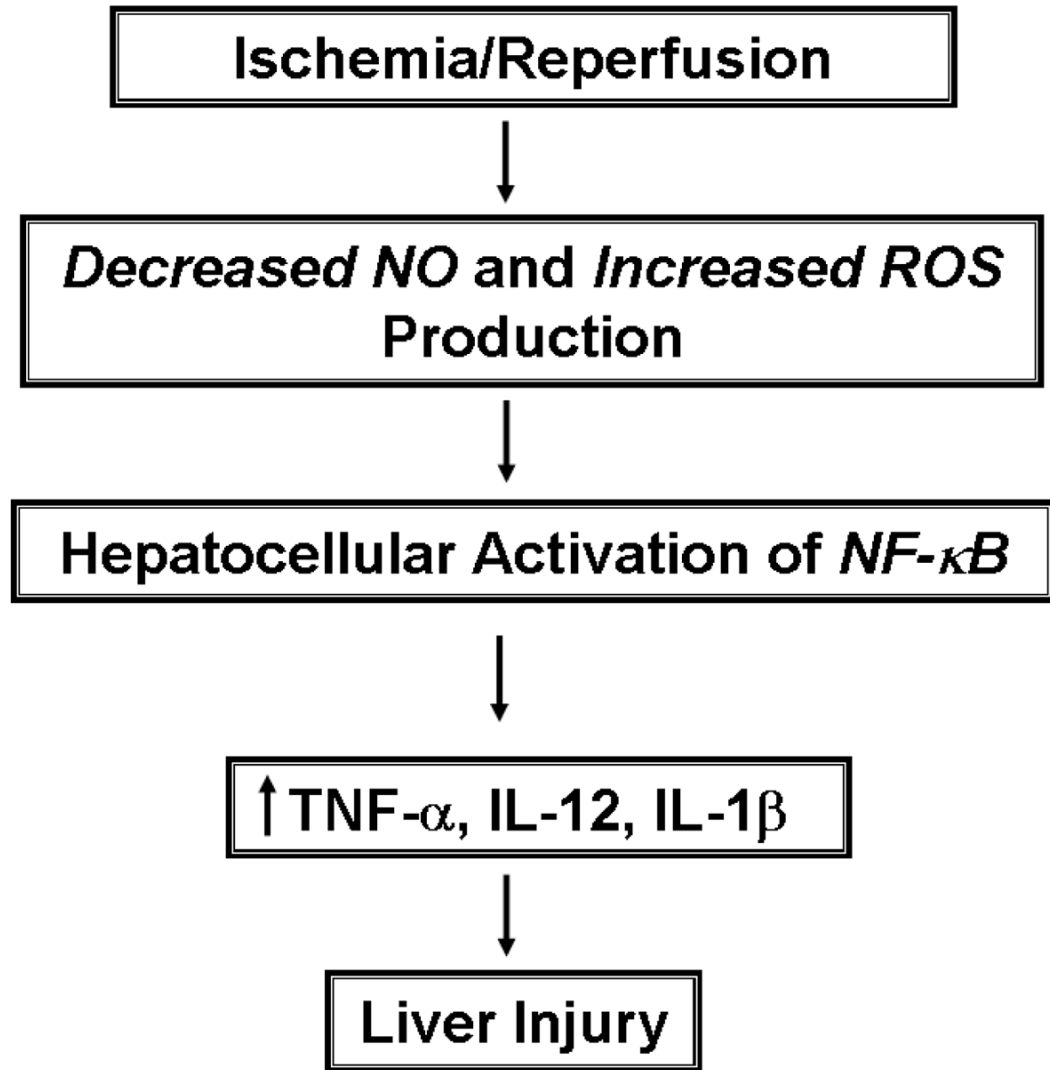 Ischemia/Reperfusion
Decreased NO and Increased ROS
Production
Hepatocellular Activation of NF-κB
↑TNF-α, IL-12, IL-1β
Liver Injury